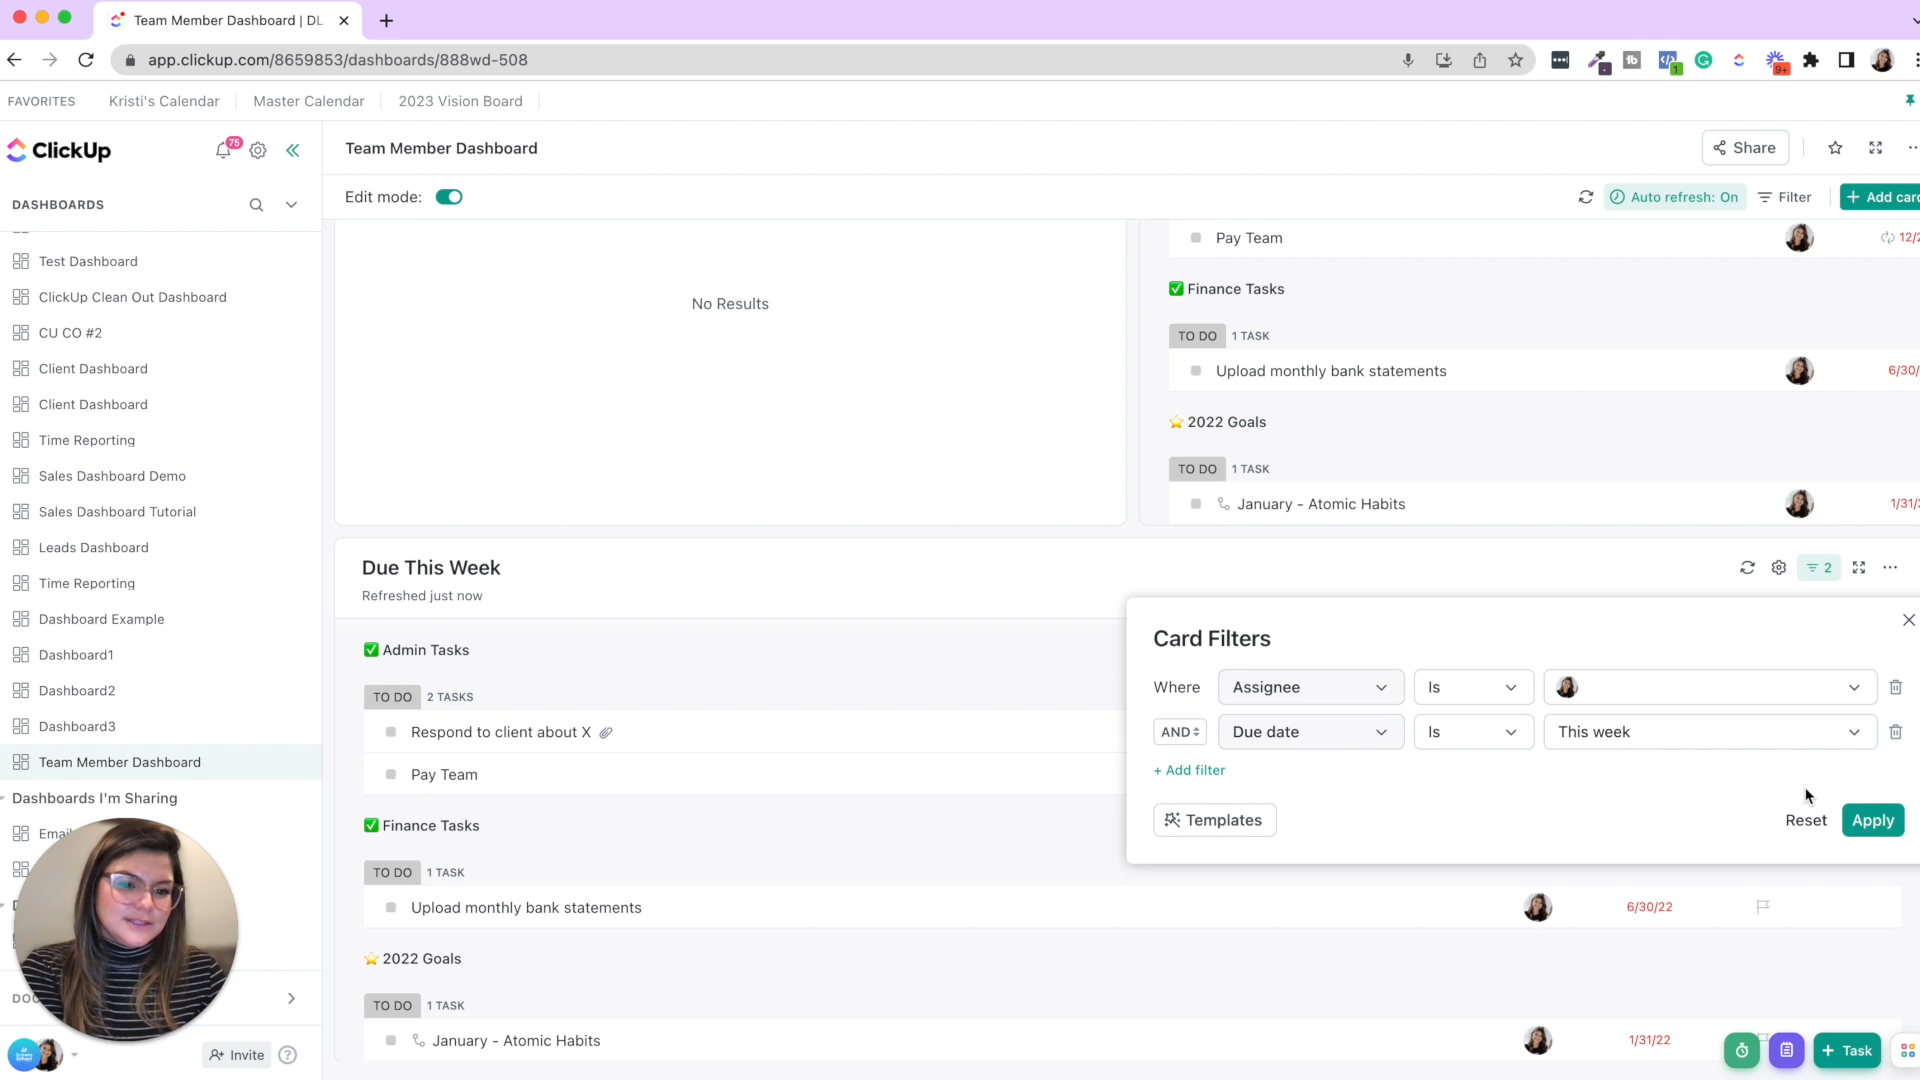 Team Member Dashboard | DL
app.clickup.com/8659853/dashboards/888wd-508
1
9+
FAVORITES
Kristi's Calendar
Master Calendar
2023 Vision Board
ClickUp
75
DASHBOARDS
Test Dashboard
ClickUp Clean Out Dashboard
CU CO #2
Client Dashboard
Client Dashboard
Time Reporting
Sales Dashboard Demo
Sales Dashboard Tutorial
Leads Dashboard
Time Reporting
Dashboard Example
Dashboard1
Dashboard2
Dashboard3
Team Member Dashboard
Dashboards I'm Sharing
Emai
D
DOC
Invite
?
Team Member Dashboard
Share
Edit mode:
Auto refresh: On
Filter
+ Add card
No Results
Pay Team
12/2
✅ Finance Tasks
TO DO 1 TASK
Upload monthly bank statements
6/30/
⭐ 2022 Goals
TO DO 1 TASK
January - Atomic Habits
1/31/2
Due This Week
2
Refreshed just now
✅ Admin Tasks
TO DO 2 TASKS
Respond to client about X
Pay Team
✅ Finance Tasks
TO DO 1 TASK
Upload monthly bank statements
6/30/22
⭐ 2022 Goals
TO DO 1 TASK
January - Atomic Habits
1/31/22
Card Filters
Where Assignee Is
AND Due date Is This week
+ Add filter
Templates
Reset
Apply
+ Task